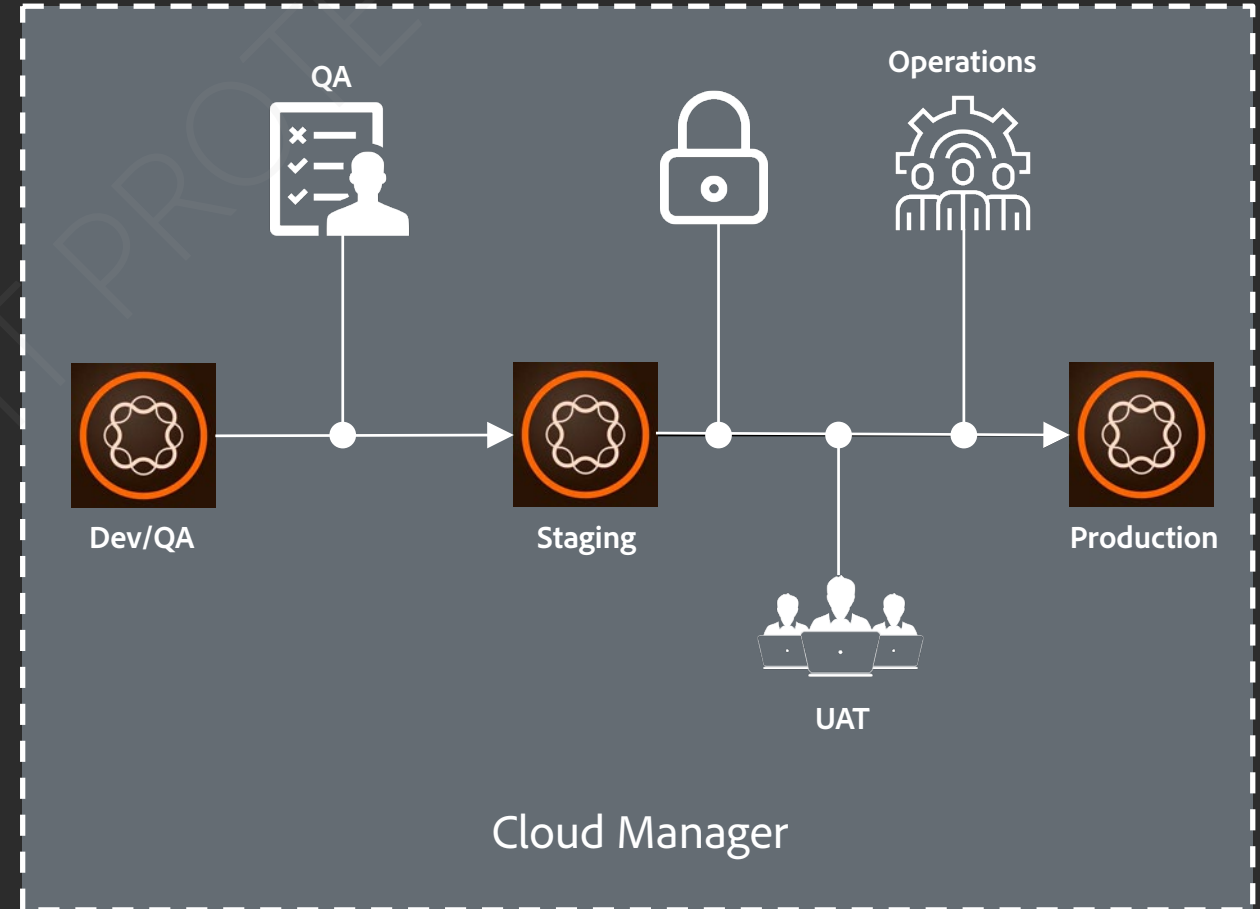 QA
Operations
Dev/QA
Staging
Production
UAT
Cloud Manager